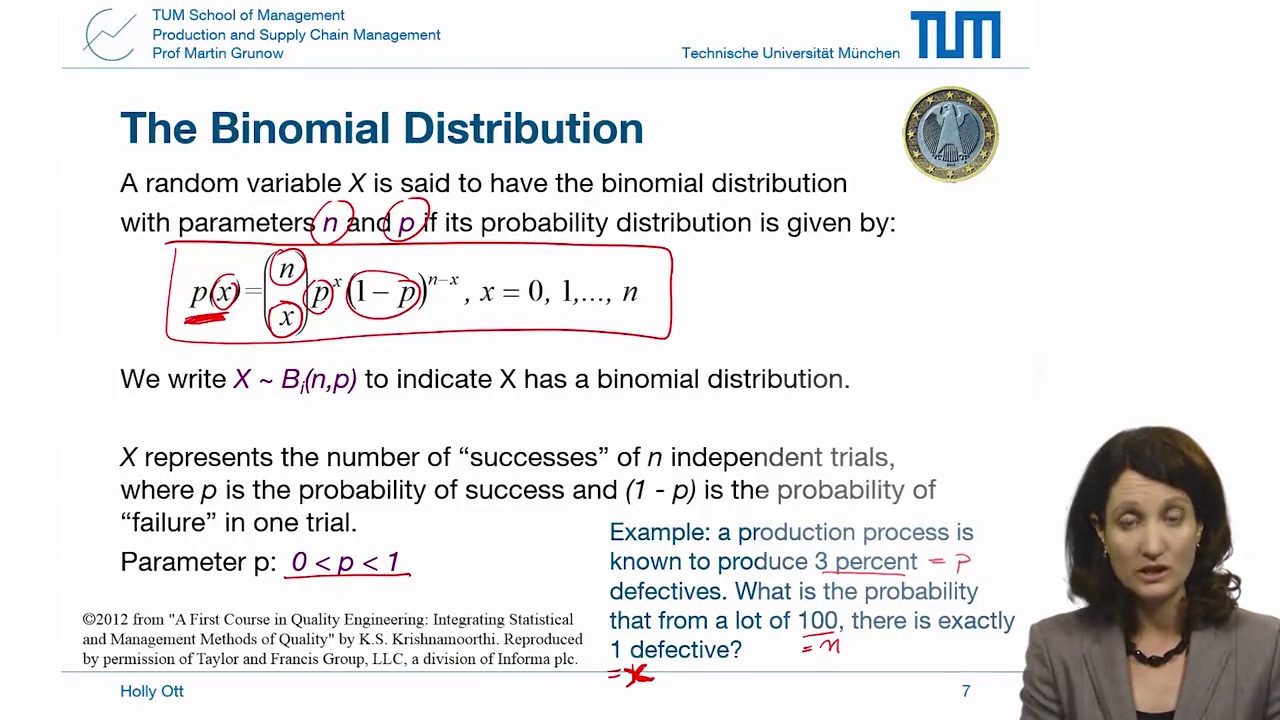 TUM School of Management
Production and Supply Chain Management
Prof Martin Grunow
Technische Universität München
TUM
The Binomial Distribution
A random variable X is said to have the binomial distribution
with parameters n and p if its probability distribution is given by:
p(x) = (n x) p^x (1 – p)^{n–x}, x = 0, 1,..., n
We write X ~ Bi(n,p) to indicate X has a binomial distribution.
X represents the number of “successes” of n independent trials,
where p is the probability of success and (1 - p) is the probability of
“failure” in one trial.
Parameter p: 0 < p < 1
Example: a production process is
known to produce 3 percent = p
defectives. What is the probability
that from a lot of 100, there is exactly
= n
1 defective?
= x
©2012 from "A First Course in Quality Engineering: Integrating Statistical
and Management Methods of Quality" by K.S. Krishnamoorthi. Reproduced
by permission of Taylor and Francis Group, LLC, a division of Informa plc.
Holly Ott
7